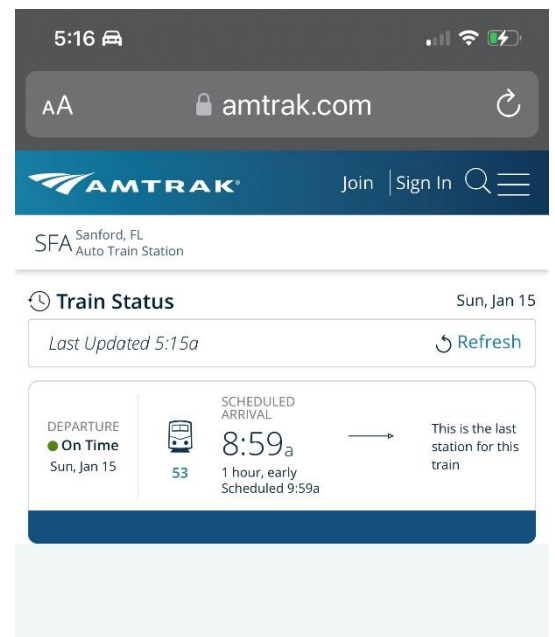 5:16
AA amtrak.com
AMTRAK® Join | Sign In
SFA Sanford, FL
Auto Train Station
Train Status Sun, Jan 15
Last Updated 5:15a Refresh
DEPARTURE
On Time
Sun, Jan 15
53
SCHEDULED
ARRIVAL
8:59a
1 hour, early
Scheduled 9:59a
This is the last
station for this
train